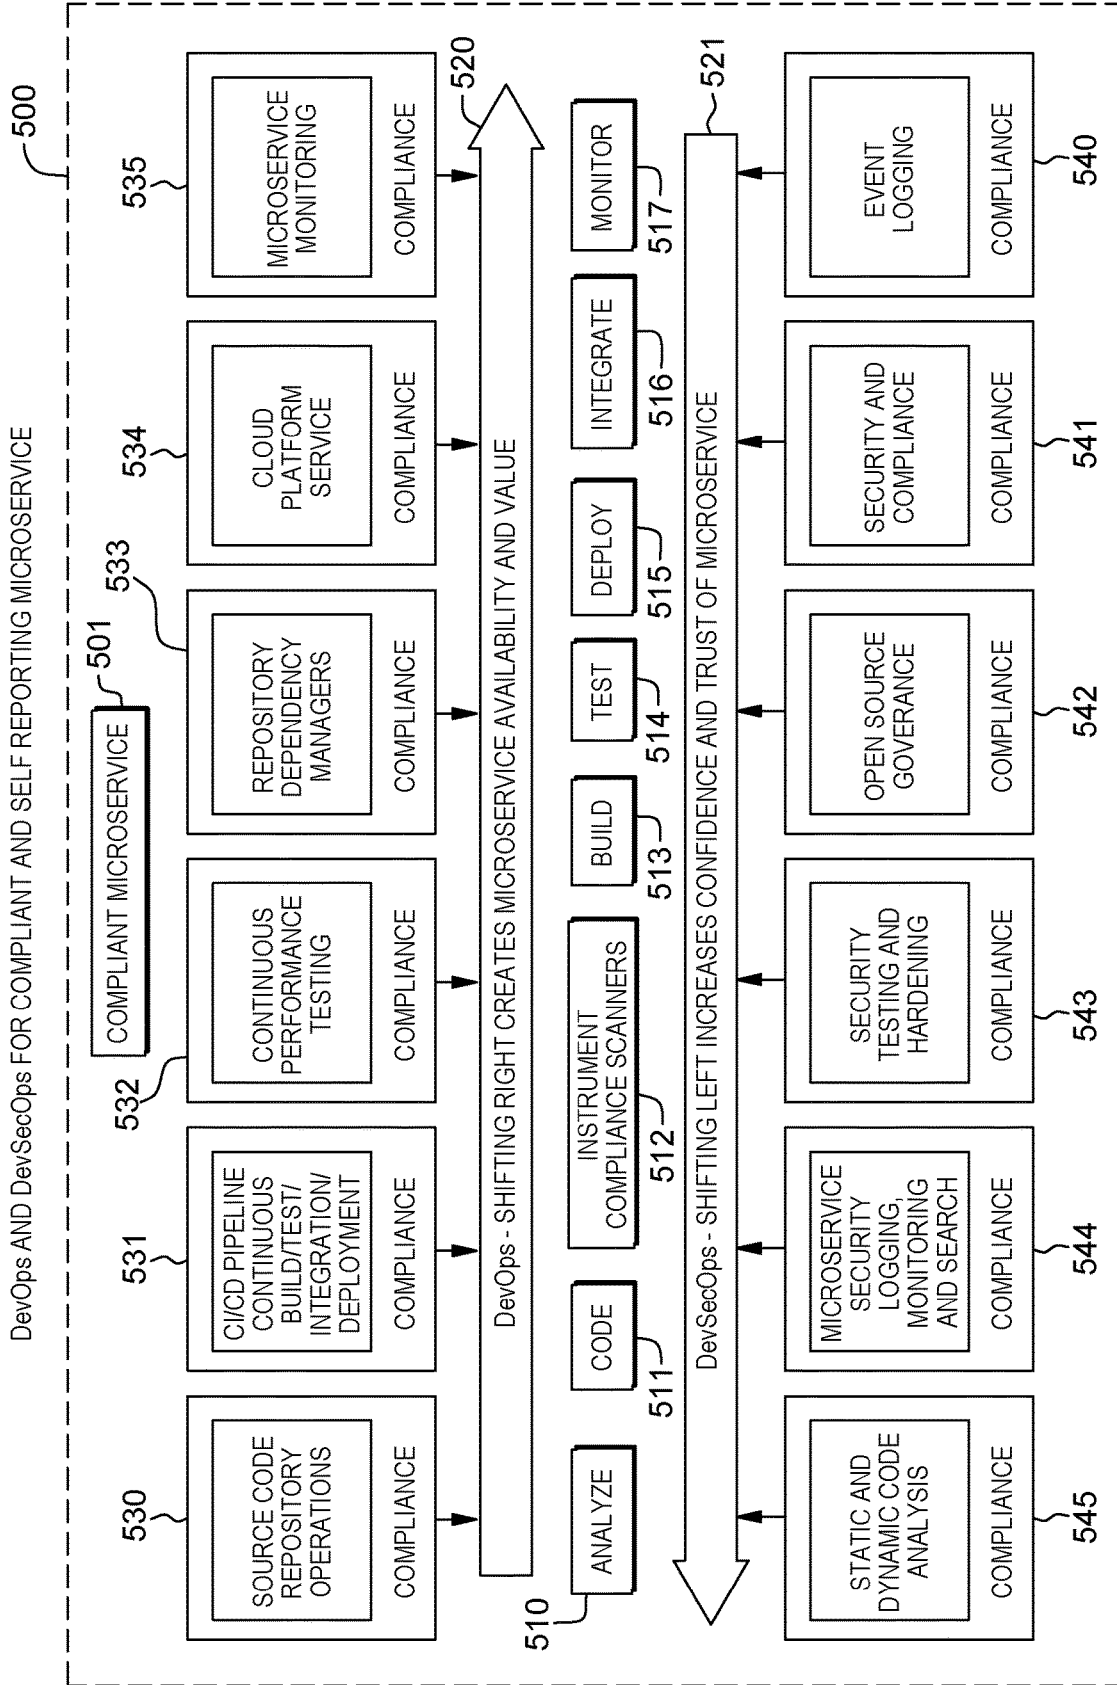 DevOps AND DevSecOps FOR COMPLIANT AND SELF REPORTING MICROSERVICE
500
COMPLIANT MICROSERVICE
501
530
531
532
533
534
535
SOURCE CODE
REPOSITORY
OPERATIONS
COMPLIANCE
CI/CD PIPELINE
CONTINUOUS
BUILD/TEST/
INTEGRATION/
DEPLOYMENT
COMPLIANCE
CONTINUOUS
PERFORMANCE
TESTING
COMPLIANCE
REPOSITORY
DEPENDENCY
MANAGERS
COMPLIANCE
CLOUD
PLATFORM
SERVICE
COMPLIANCE
MICROSERVICE
MONITORING
COMPLIANCE
520
DevOps - SHIFTING RIGHT CREATES MICROSERVICE AVAILABILITY AND VALUE
ANALYZE
510
CODE
511
INSTRUMENT
COMPLIANCE SCANNERS
512
BUILD
513
TEST
514
DEPLOY
515
INTEGRATE
516
MONITOR
517
DevSecOps - SHIFTING LEFT INCREASES CONFIDENCE AND TRUST OF MICROSERVICE
521
STATIC AND
DYNAMIC CODE
ANALYSIS
COMPLIANCE
545
MICROSERVICE
SECURITY
LOGGING,
MONITORING
AND SEARCH
COMPLIANCE
544
SECURITY
TESTING AND
HARDENING
COMPLIANCE
543
OPEN SOURCE
GOVERANCE
COMPLIANCE
542
SECURITY AND
COMPLIANCE
COMPLIANCE
541
EVENT
LOGGING
COMPLIANCE
540